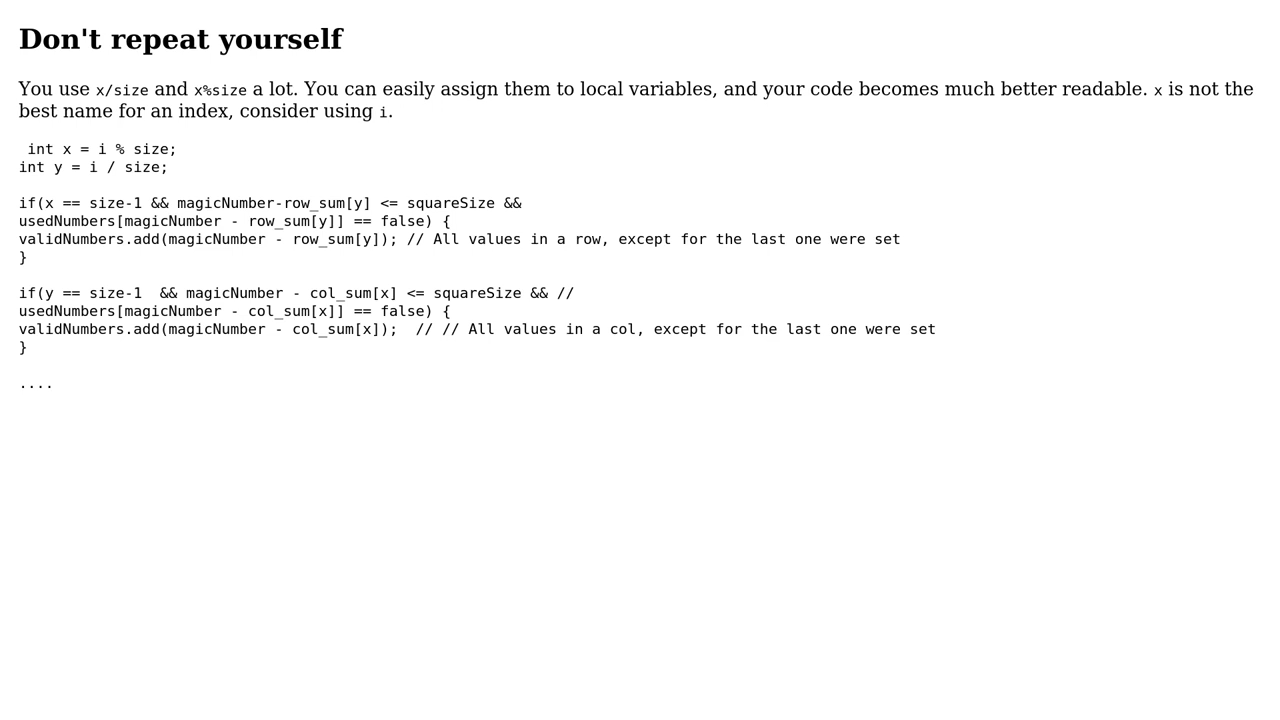 Don't repeat yourself
You use x/size and x%size a lot. You can easily assign them to local variables, and your code becomes much better readable. x is not the
best name for an index, consider using i.
 int x = i % size;
int y = i / size;

if(x == size-1 && magicNumber-row_sum[y] <= squareSize &&
usedNumbers[magicNumber - row_sum[y]] == false) {
validNumbers.add(magicNumber - row_sum[y]); // All values in a row, except for the last one were set
}

if(y == size-1  && magicNumber - col_sum[x] <= squareSize && //
usedNumbers[magicNumber - col_sum[x]] == false) {
validNumbers.add(magicNumber - col_sum[x]);  // // All values in a col, except for the last one were set
}

....